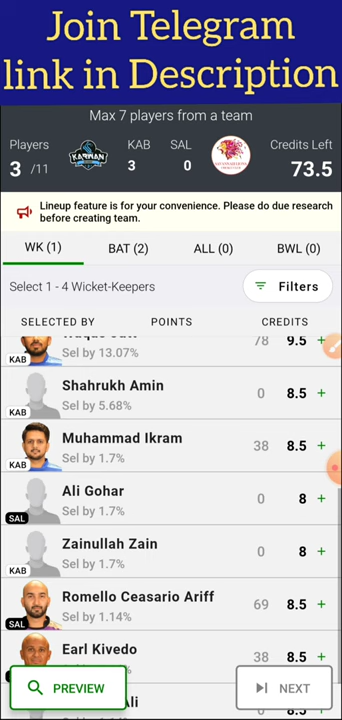 Join Telegram
link in Description
Max 7 players from a team
Players KAB SAL Credits Left
3 /11 3 0 73.5
KARWAN
Lineup feature is for your convenience. Please do due research
before creating team.
WK (1) BAT (2) ALL (0) BWL (0)
Select 1 - 4 Wicket-Keepers Filters
SELECTED BY POINTS CREDITS
78 9.5 +
Sel by 13.07%
KAB
Shahrukh Amin
Sel by 5.68% 0 8.5 +
KAB
Muhammad Ikram
Sel by 1.7% 38 8.5 +
KAB
Ali Gohar
Sel by 1.7% 0 8 +
SAL
Zainullah Zain
Sel by 1.7% 0 8 +
KAB
Romello Ceasario Ariff
Sel by 1.14% 69 8.5 +
SAL
Earl Kivedo
38 8.5 +
PREVIEW NEXT
Ali